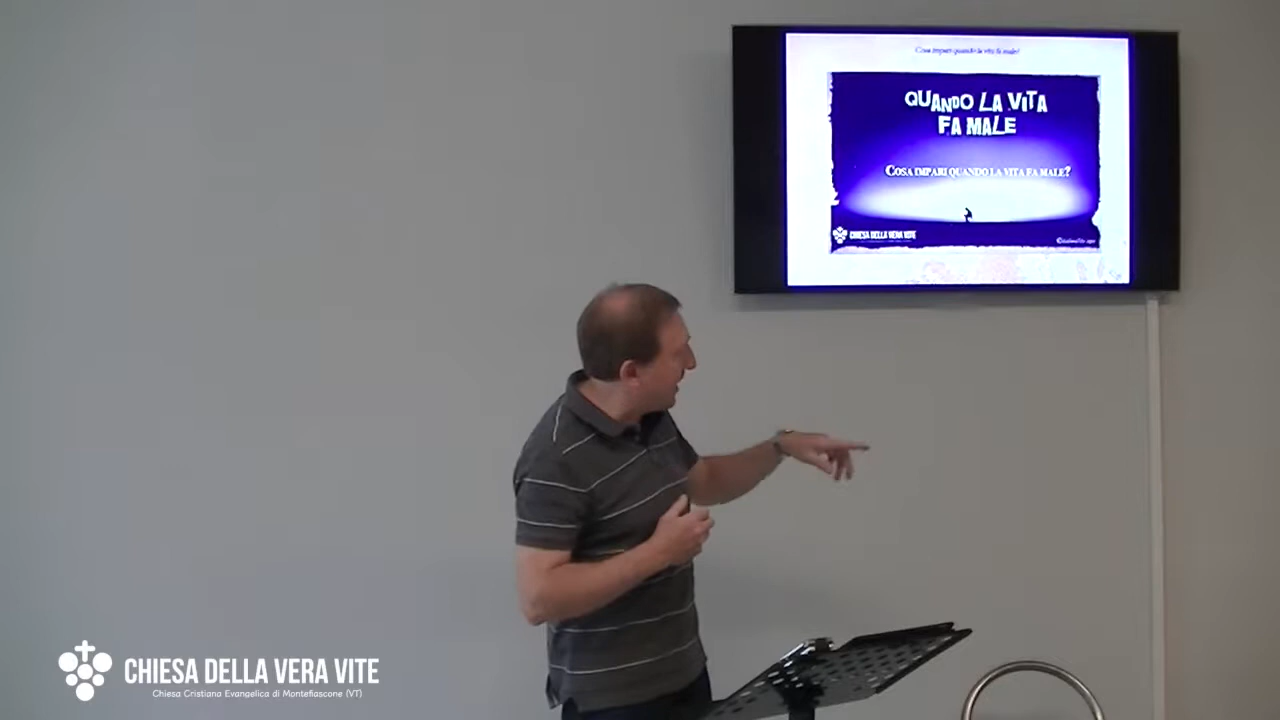 Cosa impari quando la vita fa male?
QUANDO LA VITA
FA MALE
COSA IMPARI QUANDO LA VITA FA MALE?
CHIESA DELLA VERA VITE
CHIESA DELLA VERA VITE
Chiesa Cristiana Evangelica di Montefiascone (VT)